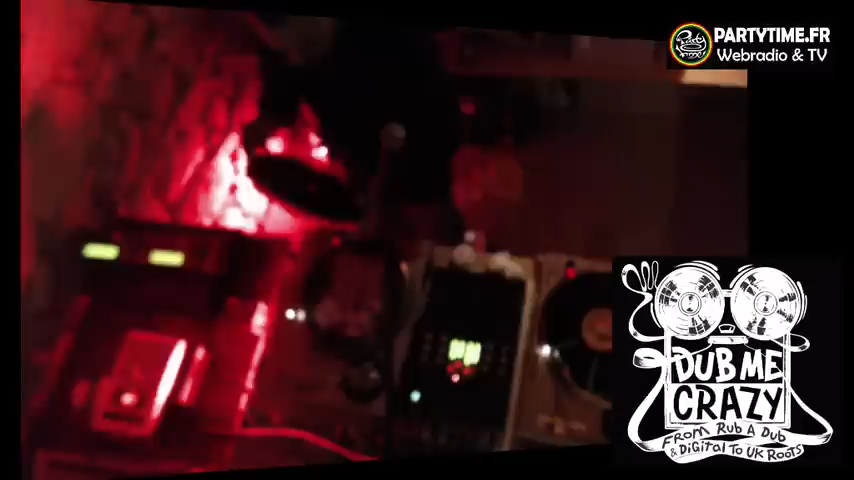 PARTYTIME.FR
Webradio & TV
DUB ME
CRAZY
FROM RUB A DUB
& DIGITAL TO UK ROOTS